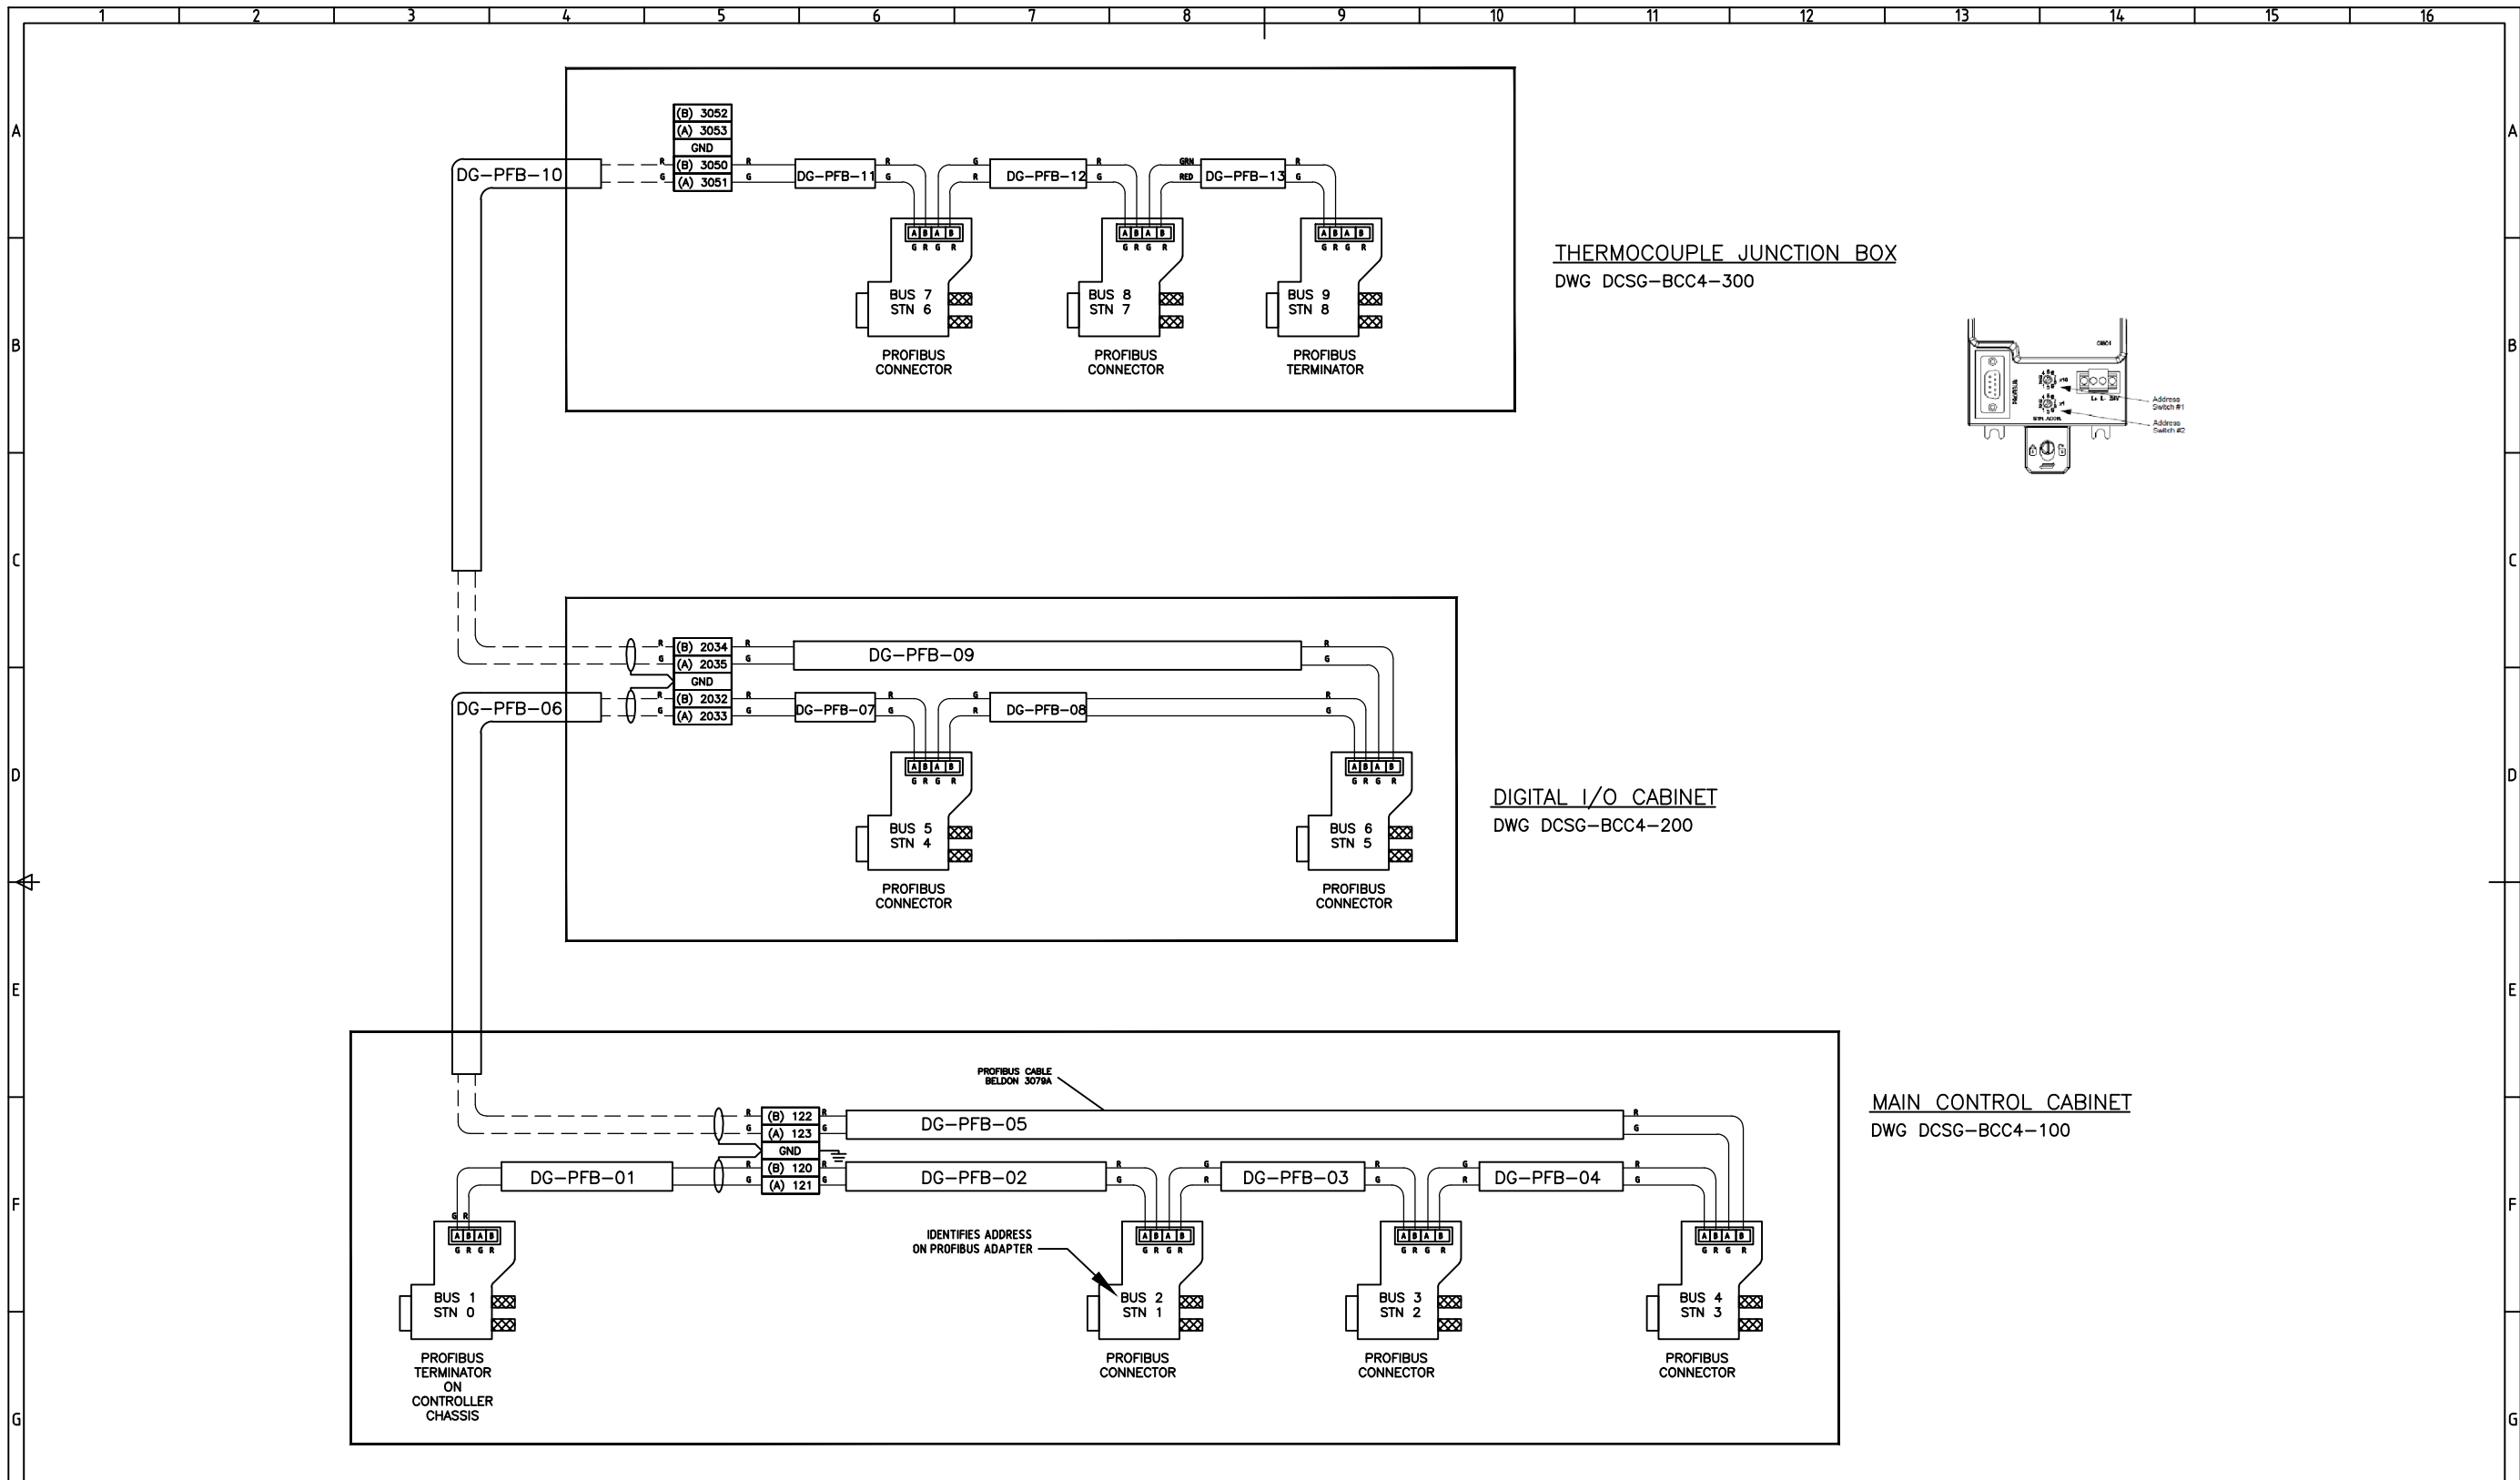 1 2 3 4 5 6 7 8 9 10 11 12 13 14 15 16
A A
B B
C C
D D
E E
F F
G G
(B) 3052
(A) 3053
GND
R (B) 3050 R
G (A) 3051 G
DG-PFB-10
DG-PFB-11
R
G
G
R
DG-PFB-12
R
G
GRN
RED
DG-PFB-13
R
G
A B A B
G R G R
A B A B
G R G R
A B A B
G R G R
BUS 7
STN 6
BUS 8
STN 7
BUS 9
STN 8
PROFIBUS
CONNECTOR
PROFIBUS
CONNECTOR
PROFIBUS
TERMINATOR
THERMOCOUPLE JUNCTION BOX
DWG DCSG-BCC4-300
PROFIBUS
x10
x1
STN. ADDR.
L+ L- 24V
Address
Switch #1
Address
Switch #2
R (B) 2034 R
G (A) 2035 G
GND
R (B) 2032 R
G (A) 2033 G
DG-PFB-09
R
G
DG-PFB-06
DG-PFB-07
R
G
G
R
DG-PFB-08
R
G
A B A B
G R G R
A B A B
G R G R
BUS 5
STN 4
BUS 6
STN 5
PROFIBUS
CONNECTOR
PROFIBUS
CONNECTOR
DIGITAL I/O CABINET
DWG DCSG-BCC4-200
PROFIBUS CABLE
BELDON 3079A
R (B) 122 R
G (A) 123 G
GND
R (B) 120 R
G (A) 121 G
DG-PFB-05
R
G
DG-PFB-01
DG-PFB-02
R
G
G
R
DG-PFB-03
R
G
G
R
DG-PFB-04
R
G
G R
A B A B
G R G R
A B A B
G R G R
A B A B
G R G R
A B A B
G R G R
IDENTIFIES ADDRESS
ON PROFIBUS ADAPTER
BUS 1
STN 0
BUS 2
STN 1
BUS 3
STN 2
BUS 4
STN 3
PROFIBUS
TERMINATOR
ON
CONTROLLER
CHASSIS
PROFIBUS
CONNECTOR
PROFIBUS
CONNECTOR
PROFIBUS
CONNECTOR
MAIN CONTROL CABINET
DWG DCSG-BCC4-100